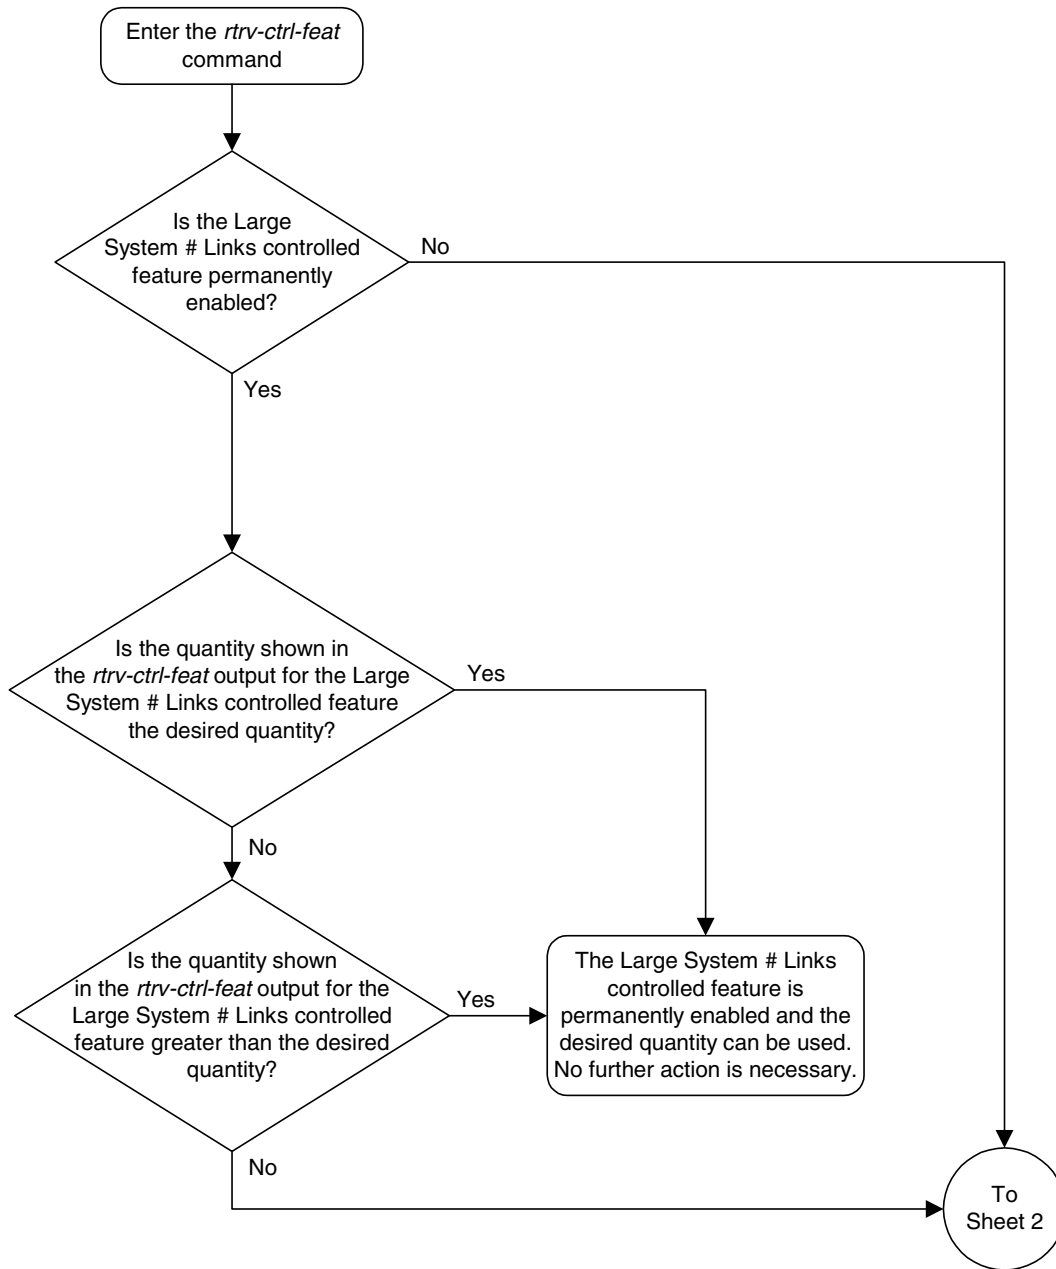 Enter the rtrv-ctrl-feat
command
Is the Large
System # Links controlled
feature permanently
enabled?
No
Yes
Is the quantity shown in
the rtrv-ctrl-feat output for the Large
System # Links controlled feature
the desired quantity?
Yes
No
Is the quantity shown
in the rtrv-ctrl-feat output for the
Large System # Links controlled
feature greater than the desired
quantity?
Yes
The Large System # Links
controlled feature is
permanently enabled and the
desired quantity can be used.
No further action is necessary.
No
To
Sheet 2